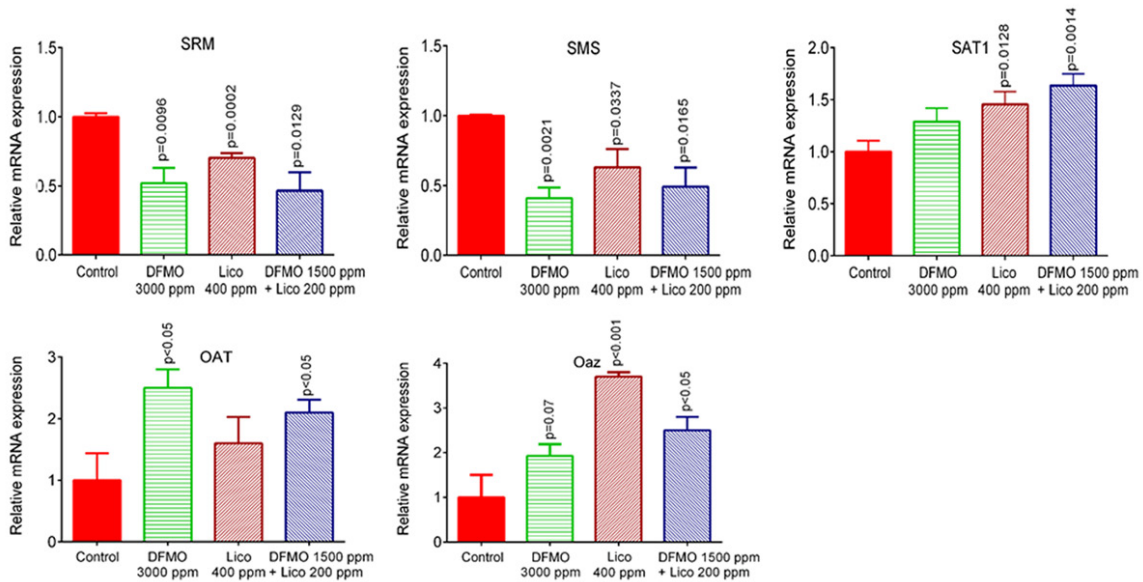 SRM
Relative mRNA expression
1.5
1.0
0.5
0.0
p=0.0096
p=0.0002
p=0.0129
Control
DFMO 3000 ppm
Lico 400 ppm
DFMO 1500 ppm + Lico 200 ppm
SMS
Relative mRNA expression
1.5
1.0
0.5
0.0
p=0.0021
p=0.0337
p=0.0165
Control
DFMO 3000 ppm
Lico 400 ppm
DFMO 1500 ppm + Lico 200 ppm
SAT1
Relative mRNA expression
2.0
1.5
1.0
0.5
0.0
p=0.0128
p=0.0014
Control
DFMO 3000 ppm
Lico 400 ppm
DFMO 1500 ppm + Lico 200 ppm
OAT
Relative mRNA expression
3
2
1
0
p<0.05
p<0.05
Control
DFMO 3000 ppm
Lico 400 ppm
DFMO 1500 ppm + Lico 200 ppm
Oaz
Relative mRNA expression
4
3
2
1
0
p=0.07
p<0.001
p<0.05
Control
DFMO 3000 ppm
Lico 400 ppm
DFMO 1500 ppm + Lico 200 ppm